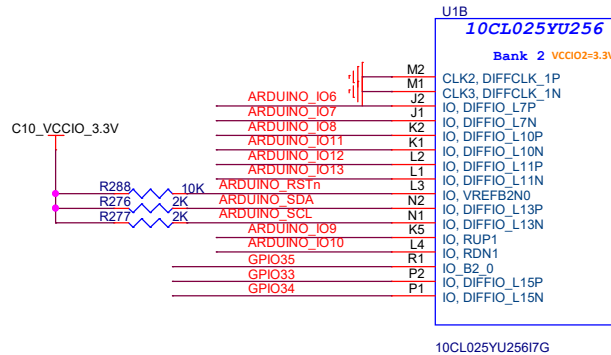 U1B
10CL025YU256
Bank 2 VCCIO2=3.3V
M2 CLK2, DIFFCLK_1P
M1 CLK3, DIFFCLK_1N
ARDUINO_IO6 J2 IO, DIFFIO_L7P
ARDUINO_IO7 J1 IO, DIFFIO_L7N
ARDUINO_IO8 K2 IO, DIFFIO_L10P
ARDUINO_IO11 K1 IO, DIFFIO_L10N
ARDUINO_IO12 L2 IO, DIFFIO_L11P
ARDUINO_IO13 L1 IO, DIFFIO_L11N
C10_VCCIO_3.3V
R288 10K ARDUINO_RSTn L3 IO, VREFB2N0
R276 2K ARDUINO_SDA N2 IO, DIFFIO_L13P
R277 2K ARDUINO_SCL N1 IO, DIFFIO_L13N
ARDUINO_IO9 K5 IO, RUP1
ARDUINO_IO10 L4 IO, RDN1
GPIO35 R1 IO_B2_0
GPIO33 P2 IO, DIFFIO_L15P
GPIO34 P1 IO, DIFFIO_L15N
10CL025YU256I7G